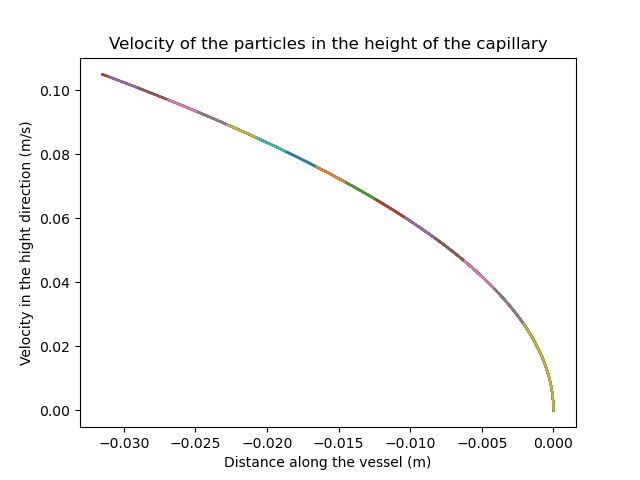 Velocity of the particles in the height of the capillary
Velocity in the hight direction (m/s)
0.10
0.08
0.06
0.04
0.02
0.00
−0.030 −0.025 −0.020 −0.015 −0.010 −0.005 0.000
Distance along the vessel (m)